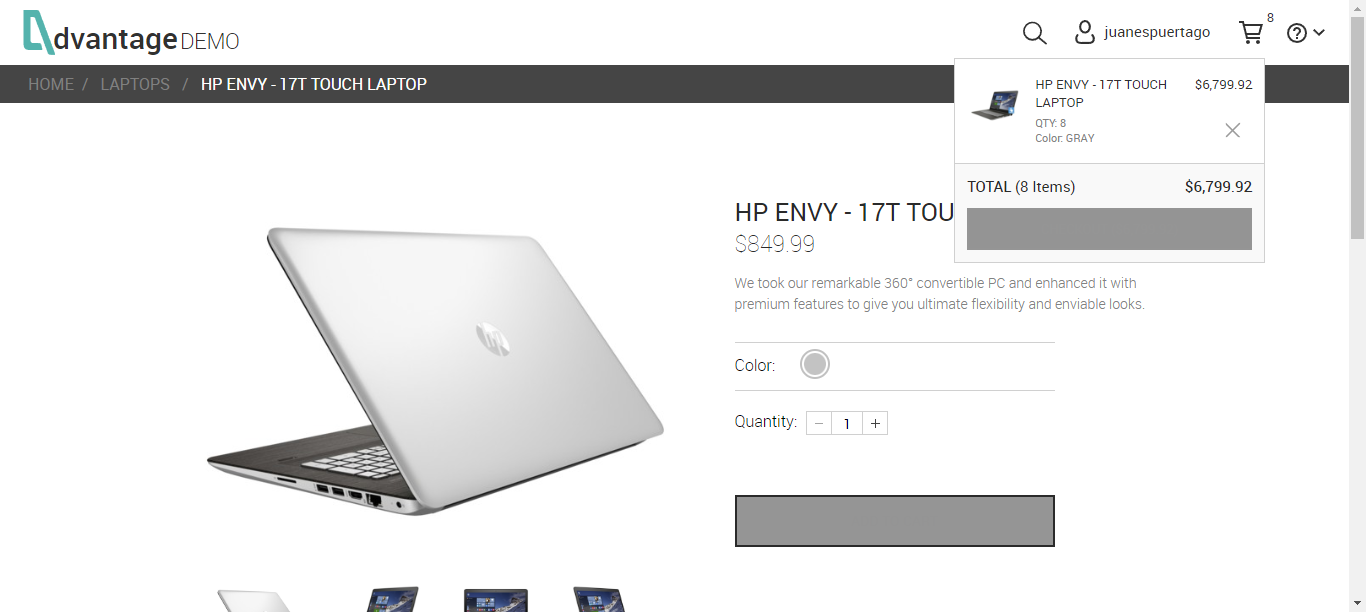 dvantage DEMO
juanespuertago
8
HOME / LAPTOPS / HP ENVY - 17T TOUCH LAPTOP
HP ENVY - 17T TOUCH LAPTOP
$6,799.92
QTY: 8
Color: GRAY
TOTAL (8 Items)
$6,799.92
HP ENVY - 17T TOU
$849.99
We took our remarkable 360° convertible PC and enhanced it with
premium features to give you ultimate flexibility and enviable looks.
Color:
Quantity:
− 1 +
hp